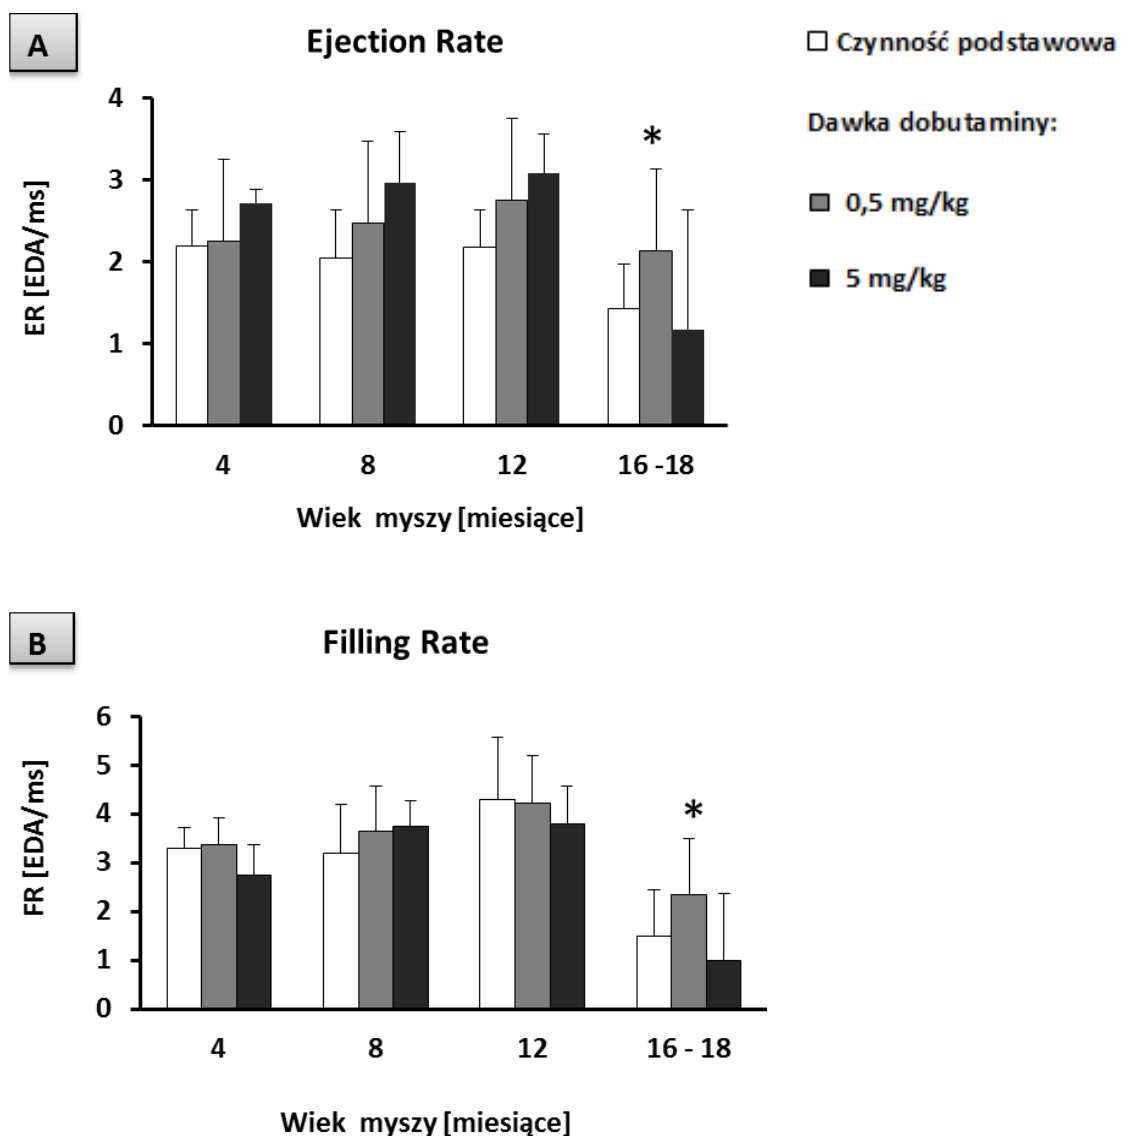 A
Ejection Rate
Czynność podstawowa
Dawka dobutaminy:
0,5 mg/kg
5 mg/kg
ER [EDA/ms]
4
3
2
1
0
*
4 8 12 16 -18
Wiek myszy [miesiące]
B
Filling Rate
FR [EDA/ms]
6
5
4
3
2
1
0
*
4 8 12 16 - 18
Wiek myszy [miesiące]